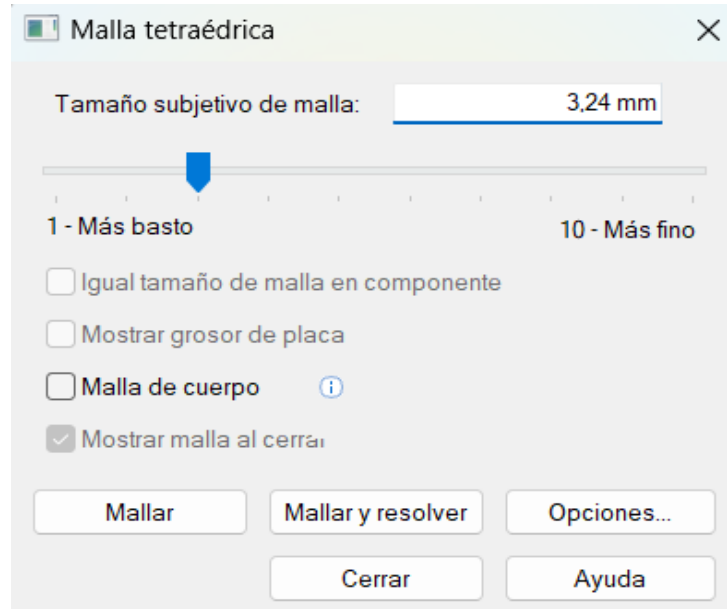 Malla tetraédrica
Tamaño subjetivo de malla: 3,24 mm
1 - Más basto 10 - Más fino
Igual tamaño de malla en componente
Mostrar grosor de placa
Malla de cuerpo
Mostrar malla al cerrar
Mallar Mallar y resolver Opciones...
Cerrar Ayuda